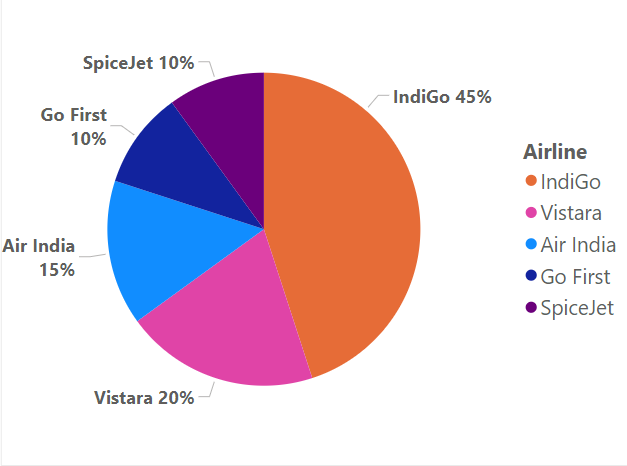 SpiceJet 10%
IndiGo 45%
Go First
10%
Air India
15%
Vistara 20%
Airline
IndiGo
Vistara
Air India
Go First
SpiceJet